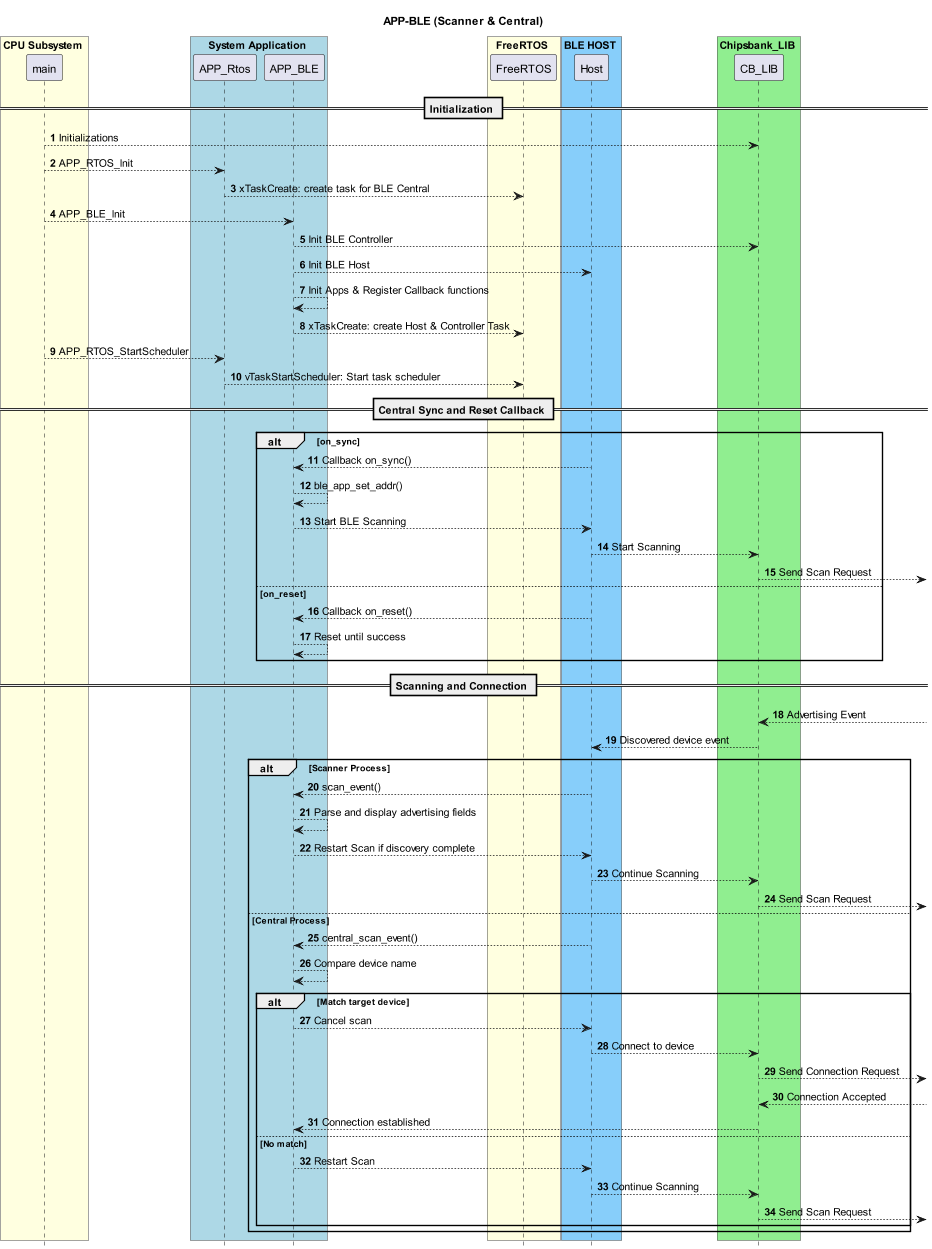 APP-BLE (Scanner & Central)
CPU Subsystem
System Application
FreeRTOS
BLE HOST
Chipsbank_LIB
main
APP_Rtos
APP_BLE
FreeRTOS
Host
CB_LIB
Initialization
1 Initializations
2 APP_RTOS_Init
3 xTaskCreate: create task for BLE Central
4 APP_BLE_Init
5 Init BLE Controller
6 Init BLE Host
7 Init Apps & Register Callback functions
8 xTaskCreate: create Host & Controller Task
9 APP_RTOS_StartScheduler
10 vTaskStartScheduler: Start task scheduler
Central Sync and Reset Callback
alt [on_sync]
11 Callback on_sync()
12 ble_app_set_addr()
13 Start BLE Scanning
14 Start Scanning
15 Send Scan Request
[on_reset]
16 Callback on_reset()
17 Reset until success
Scanning and Connection
18 Advertising Event
19 Discovered device event
alt [Scanner Process]
20 scan_event()
21 Parse and display advertising fields
22 Restart Scan if discovery complete
23 Continue Scanning
24 Send Scan Request
[Central Process]
25 central_scan_event()
26 Compare device name
alt [Match target device]
27 Cancel scan
28 Connect to device
29 Send Connection Request
30 Connection Accepted
31 Connection established
[No match]
32 Restart Scan
33 Continue Scanning
34 Send Scan Request